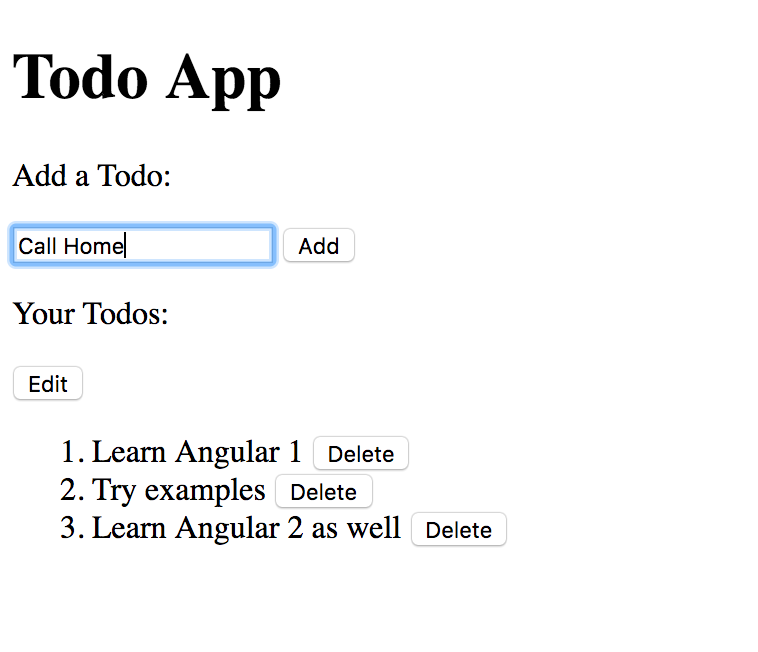 Todo App
Add a Todo:
Call Home Add
Your Todos:
Edit
1. Learn Angular 1 Delete
2. Try examples Delete
3. Learn Angular 2 as well Delete